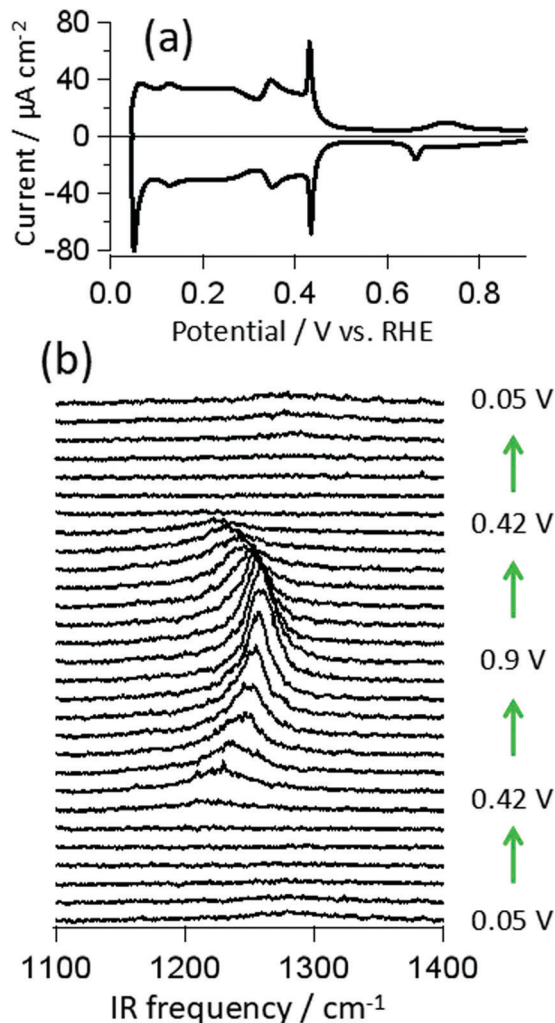 (a)
Current / μA cm⁻²
80
40
0
-40
-80
0.0 0.2 0.4 0.6 0.8
Potential / V vs. RHE
(b)
0.05 V
0.42 V
0.9 V
0.42 V
0.05 V
1100 1200 1300 1400
IR frequency / cm⁻¹